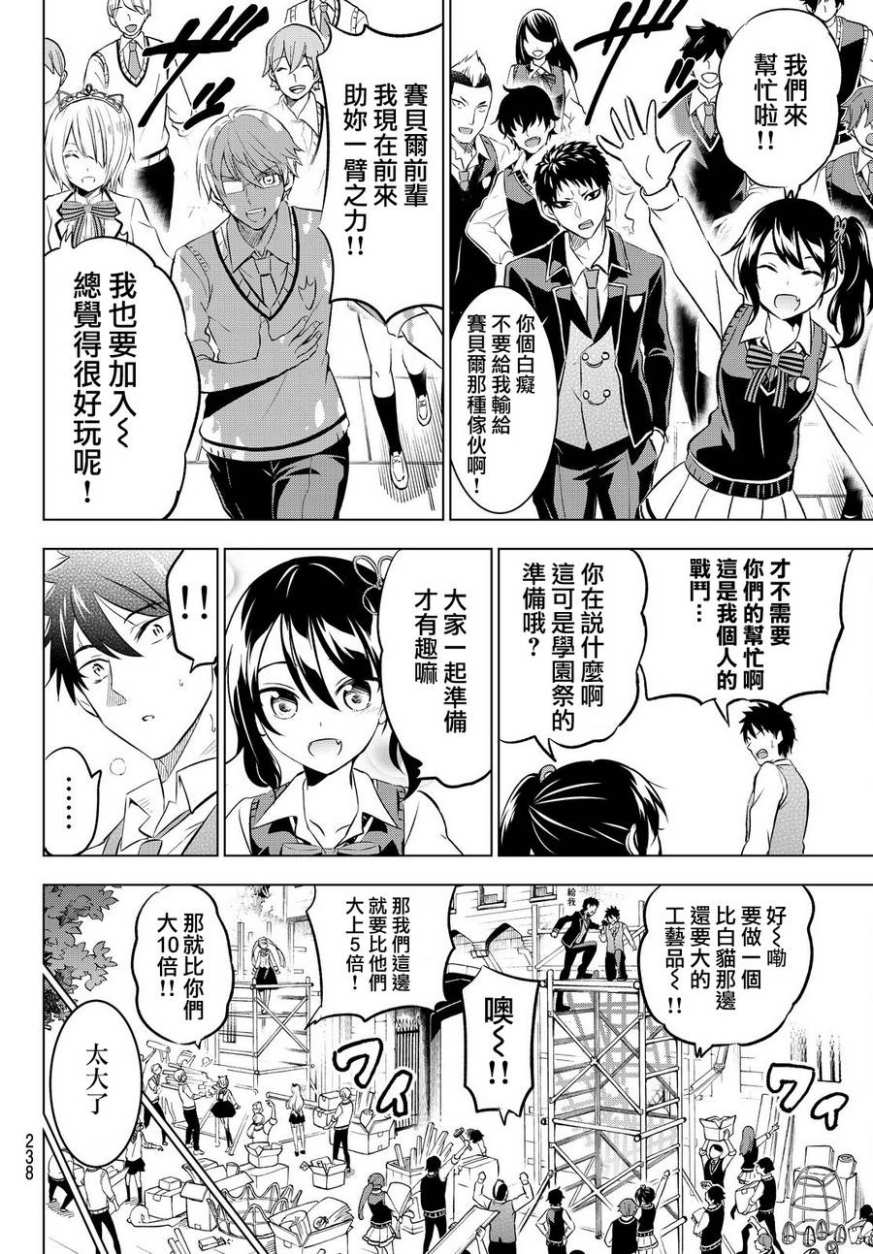 我們來
幫忙啦!!
你個白癡
不要給我輸給
賽貝爾那種傢伙啊！
賽貝爾前輩
我現在前來
助妳一臂之力!!
我也要加入～
總覺得很好玩呢！
才不需要
你們的幫忙啊
這是我個人的
戰鬥…
你在說什麼啊
這可是學園祭的
準備哦？
大家一起準備
才有趣嘛
！！
……
好～嘞
要做一個
比白貓那邊
還要大的
工藝品～!!
給我
噢～!!
那我們這邊
就要比他們
大上5倍！
那就比你們
大10倍!!
太大了
ワイ
ワイ
238